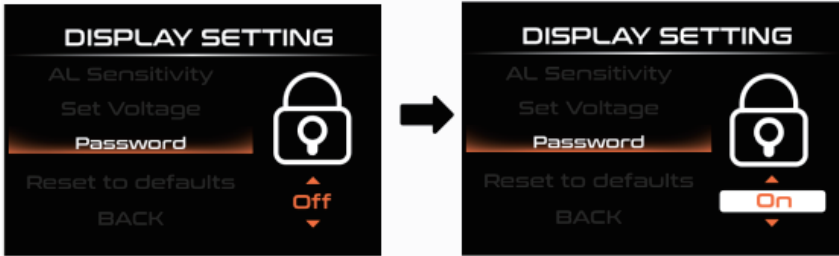 DISPLAY SETTING
AL Sensitivity
Set Voltage
Password
Reset to defaults
BACK
Off
DISPLAY SETTING
AL Sensitivity
Set Voltage
Password
Reset to defaults
BACK
On